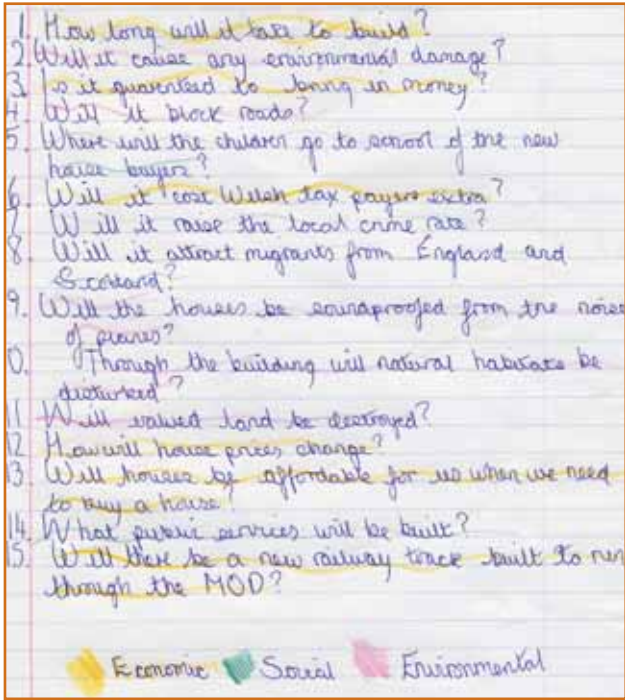 1. How long will it take to build?
2. Will it cause any environmental damage?
3. Is it guarenteed to bring in money?
4 Will it block roads?
5 Where will the children go to school of the new
house buyers?
6. Will it cost Welsh tax payers extra?
7 Will it raise the local crime rate?
8. Will it attract migrants from England and
Scotland?
9. Will the houses be soundproofed from the noise
of planes?
0. Through the building will natural habitats be
disturbed?
11 Will valued land be destroyed?
12 How will house prices change?
13. Will houses be affordable for us when we need
to buy a house?
14. What public services will be built?
15. Will there be a new railway track built to run
through the MOD?
Economic Social Environmental